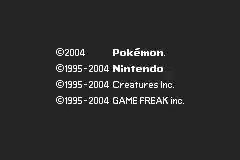 ©2004 Pokémon.
©1995-2004 Nintendo
©1995-2004 Creatures Inc.
©1995-2004 GAME FREAK inc.